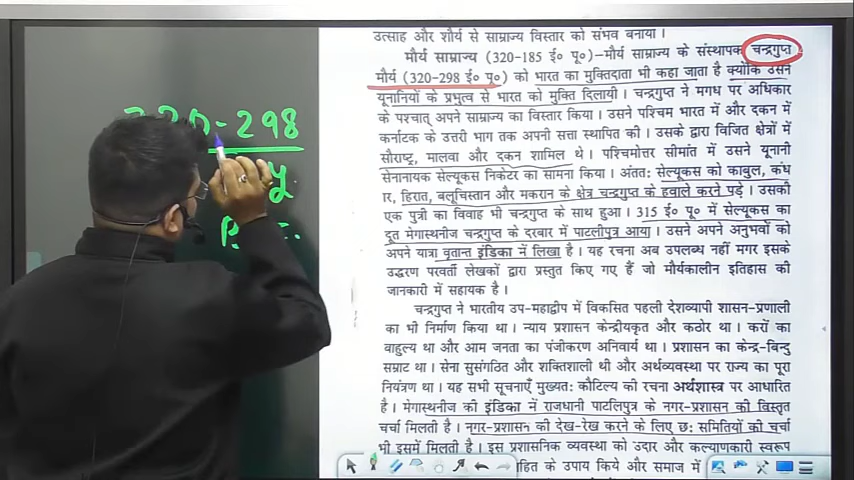 320-298
B.C.
उत्साह और शौर्य से साम्राज्य विस्तार को संभव बनाया ।
मौर्य साम्राज्य (320-185 ई० पू०)–मौर्य साम्राज्य के संस्थापक चन्द्रगुप्त
मौर्य (320-298 ई० पू०) को भारत का मुक्तिदाता भी कहा जाता है क्योंकि उसने
यूनानियों के प्रभुत्व से भारत को मुक्ति दिलायी । चन्द्रगुप्त ने मगध पर अधिकार
के पश्चात् अपने साम्राज्य का विस्तार किया । उसने पश्चिम भारत में और दकन में
कर्नाटक के उत्तरी भाग तक अपनी सत्ता स्थापित की । उसके द्वारा विजित क्षेत्रों में
सौराष्ट्र, मालवा और दकन शामिल थे । पश्चिमोत्तर सीमांत में उसने यूनानी
सेनानायक सेल्यूकस निकेटर का सामना किया । अंतत: सेल्यूकस को काबुल, कंध
ार, हिरात, बलूचिस्तान और मकरान के क्षेत्र चन्द्रगुप्त के हवाले करने पड़े । उसकी
एक पुत्री का विवाह भी चन्द्रगुप्त के साथ हुआ । 315 ई० पू० में सेल्यूकस का
दूत मेगास्थनीज चन्द्रगुप्त के दरबार में पाटलीपुत्र आया । उसने अपने अनुभवों को
अपने यात्रा वृतान्त इंडिका में लिखा है । यह रचना अब उपलब्ध नहीं मगर इसके
उद्धरण परवर्ती लेखकों द्वारा प्रस्तुत किए गए हैं जो मौर्यकालीन इतिहास की
जानकारी में सहायक है ।
चन्द्रगुप्त ने भारतीय उप-महाद्वीप में विकसित पहली देशव्यापी शासन-प्रणाली
का भी निर्माण किया था । न्याय प्रशासन केन्द्रीयकृत और कठोर था । करों का
बाहुल्य था और आम जनता का पंजीकरण अनिवार्य था । प्रशासन का केन्द्र-बिन्दु
सम्राट था । सेना सुसंगठित और शक्तिशाली थी और अर्थव्यवस्था पर राज्य का पूरा
नियंत्रण था । यह सभी सूचनाएँ मुख्यत: कौटिल्य की रचना अर्थशास्त्र पर आधारित
है । मेगास्थनीज की इंडिका में राजधानी पाटलिपुत्र के नगर-प्रशासन की विस्तृत
चर्चा मिलती है । नगर-प्रशासन की देख-रेख करने के लिए छ: समितियों की चर्चा
भी इसमें मिलती है । इस प्रशासनिक व्यवस्था को उदार और कल्याणकारी स्वरूप
हित के उपाय किये और समाज में